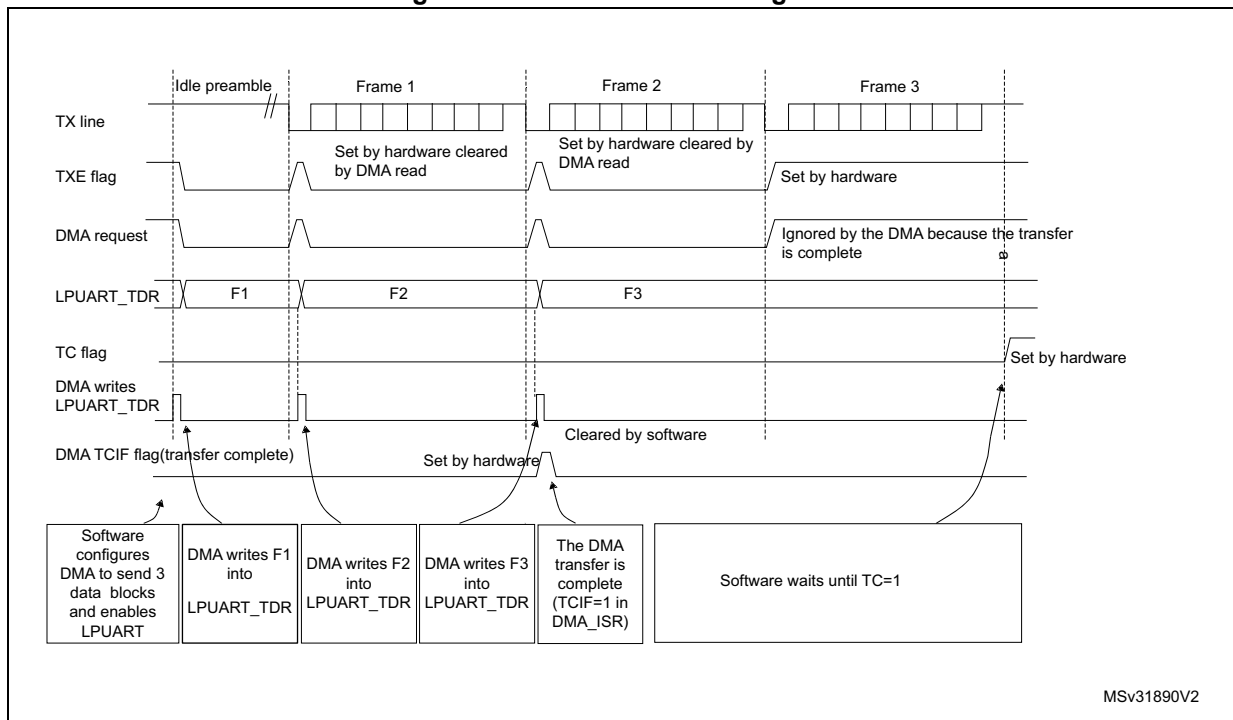 Idle preamble
Frame 1
Frame 2
Frame 3
TX line
Set by hardware cleared
by DMA read
Set by hardware cleared by
DMA read
TXE flag
Set by hardware
DMA request
Ignored by the DMA because the transfer
is complete
a
LPUART_TDR
F1
F2
F3
TC flag
Set by hardware
DMA writes
LPUART_TDR
Cleared by software
DMA TCIF flag(transfer complete)
Set by hardware
Software
configures
DMA to send 3
data blocks
and enables
LPUART
DMA writes F1
into
LPUART_TDR
DMA writes F2
into
LPUART_TDR
DMA writes F3
into
LPUART_TDR
The DMA
transfer is
complete
(TCIF=1 in
DMA_ISR)
Software waits until TC=1
MSv31890V2